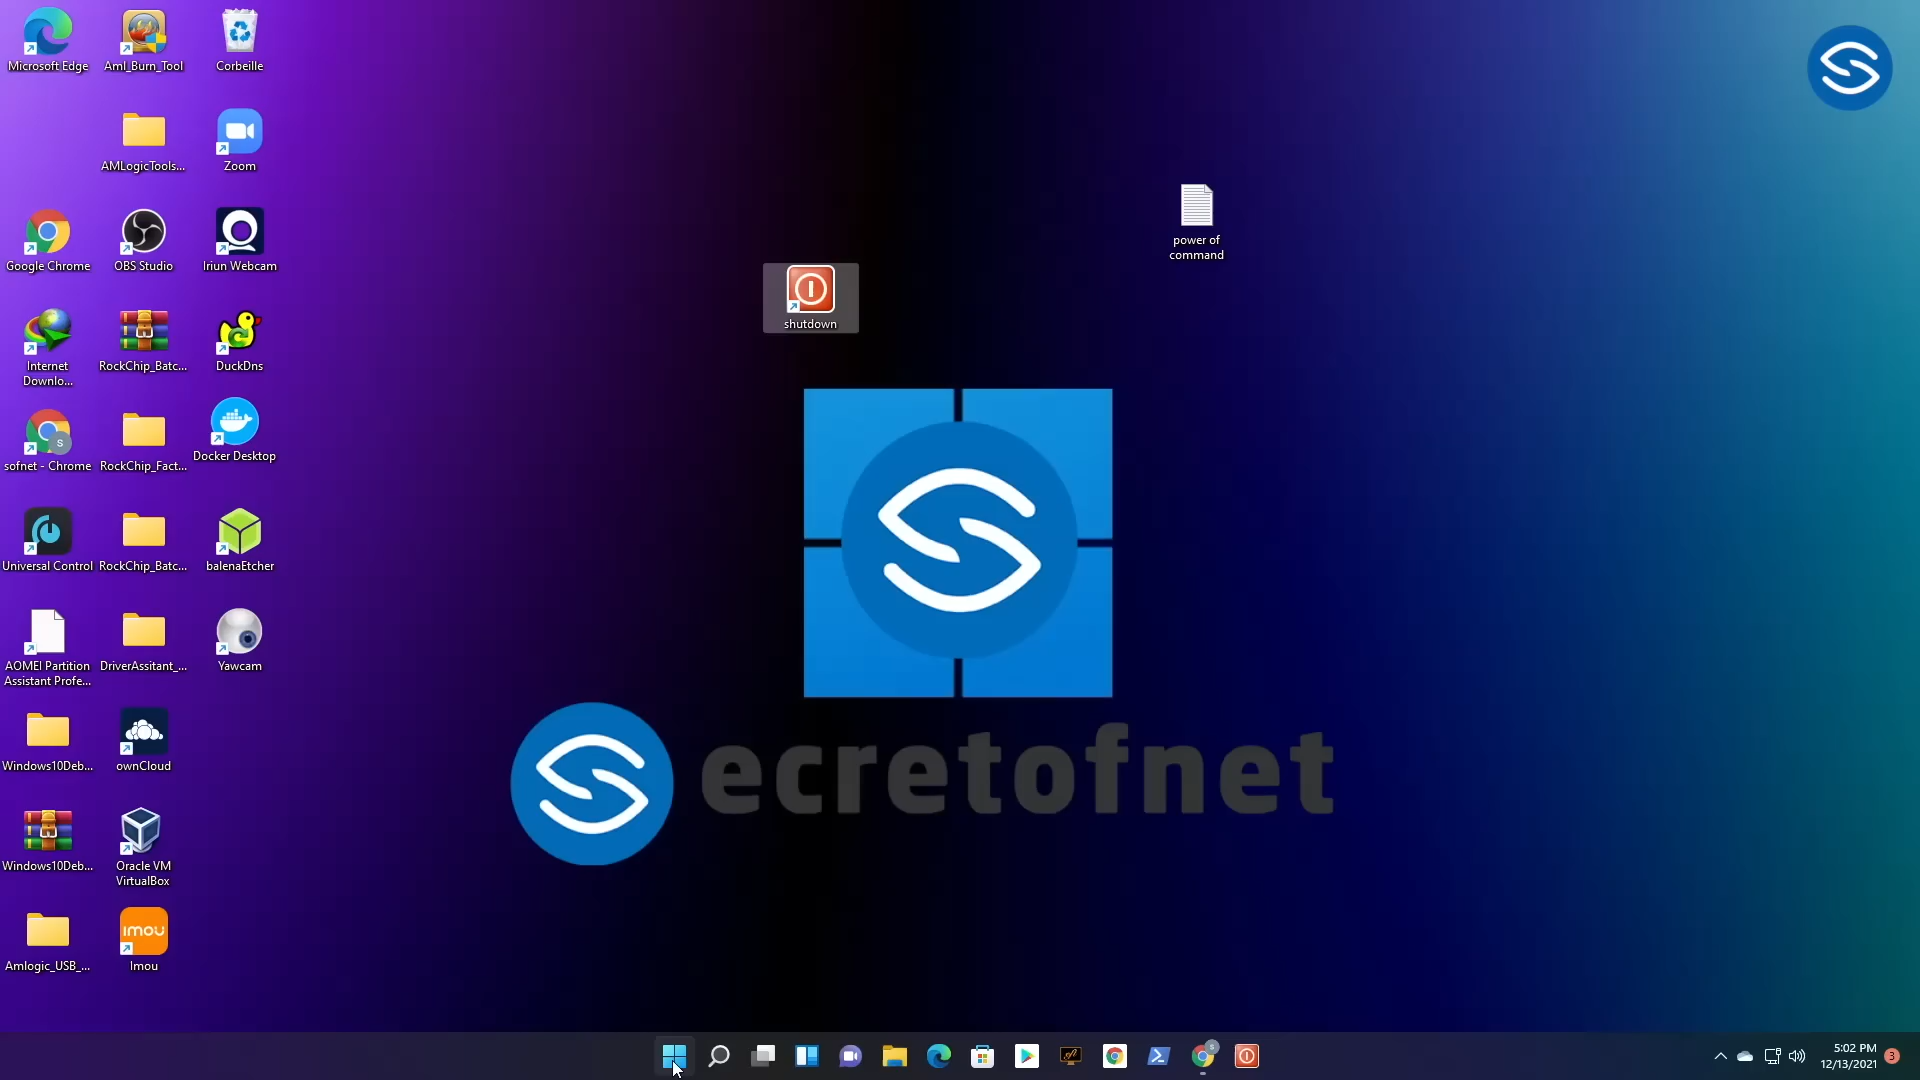 Microsoft Edge
Aml_Burn_Tool
Corbeille
AMLogicTools...
Zoom
Google Chrome
OBS Studio
Iriun Webcam
Internet
Downlo...
RockChip_Batc...
DuckDns
S
sofnet - Chrome
RockChip_Fact...
Docker Desktop
Universal Control
RockChip_Batc...
balenaEtcher
AOMEI Partition
Assistant Profe...
DriverAssitant_...
Yawcam
Windows10Deb...
ownCloud
Windows10Deb...
Oracle VM
VirtualBox
Amlogic_USB_...
imou
Imou
shutdown
power of
command
ecretofnet
5:02 PM
12/13/2021
3